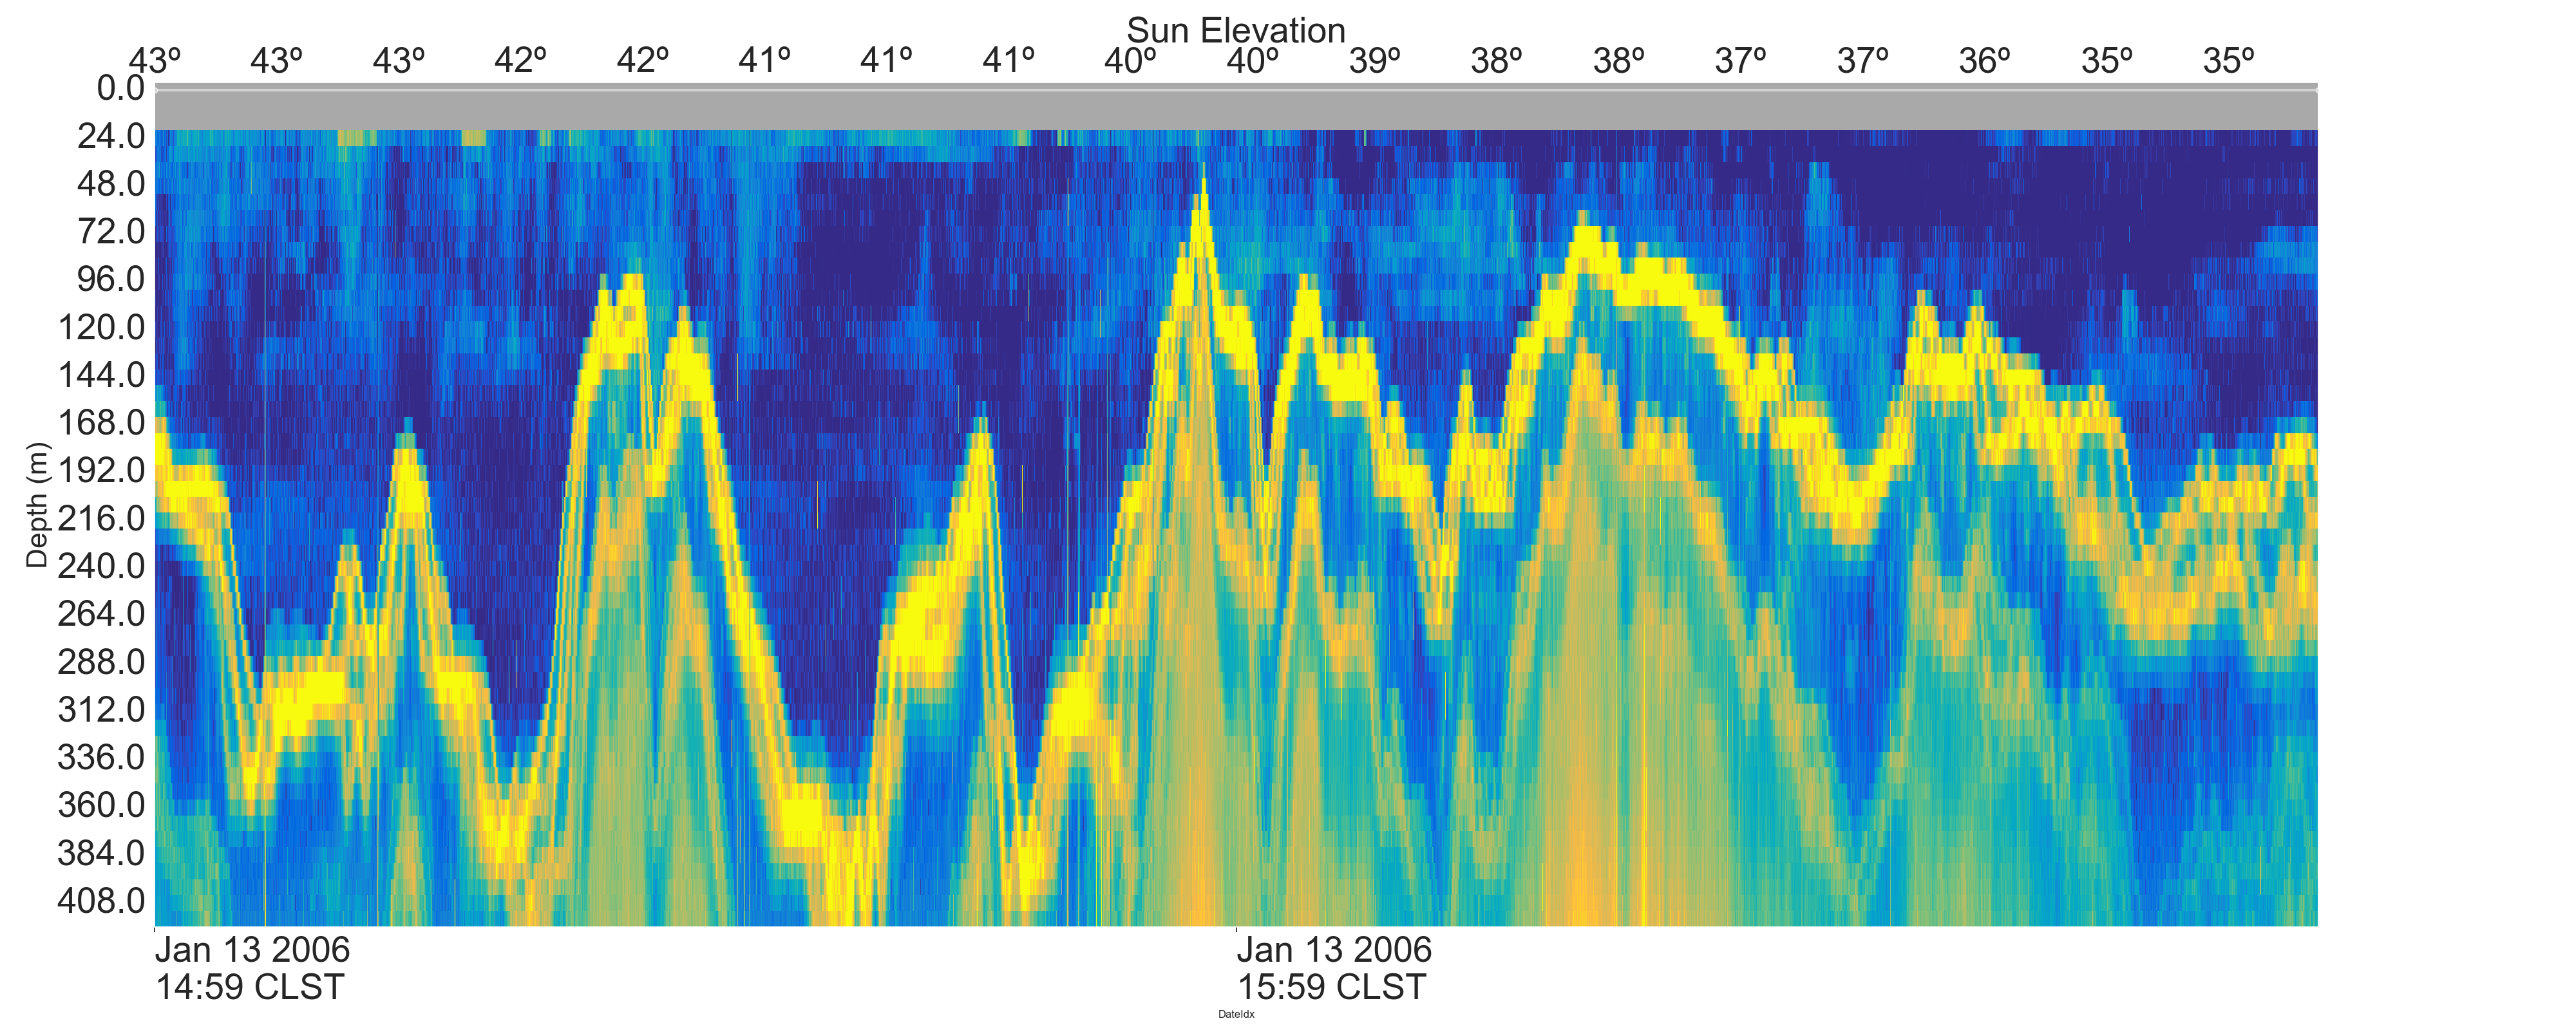 Sun Elevation
43º 43º 43º 42º 42º 41º 41º 41º 40º 40º 39º 38º 38º 37º 37º 36º 35º 35º
0.0
24.0
48.0
72.0
96.0
120.0
144.0
168.0
192.0
216.0
240.0
264.0
288.0
312.0
336.0
360.0
384.0
408.0
Depth (m)
Jan 13 2006
14:59 CLST
Jan 13 2006
15:59 CLST
DateIdx